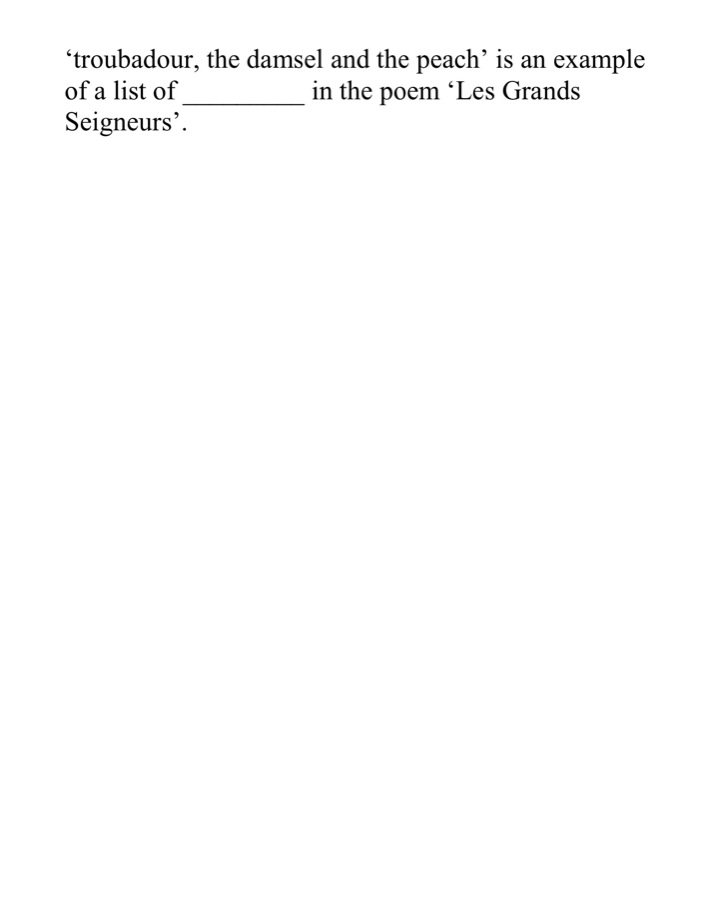 ‘troubadour, the damsel and the peach’ is an example
of a list of _________ in the poem ‘Les Grands
Seigneurs’.